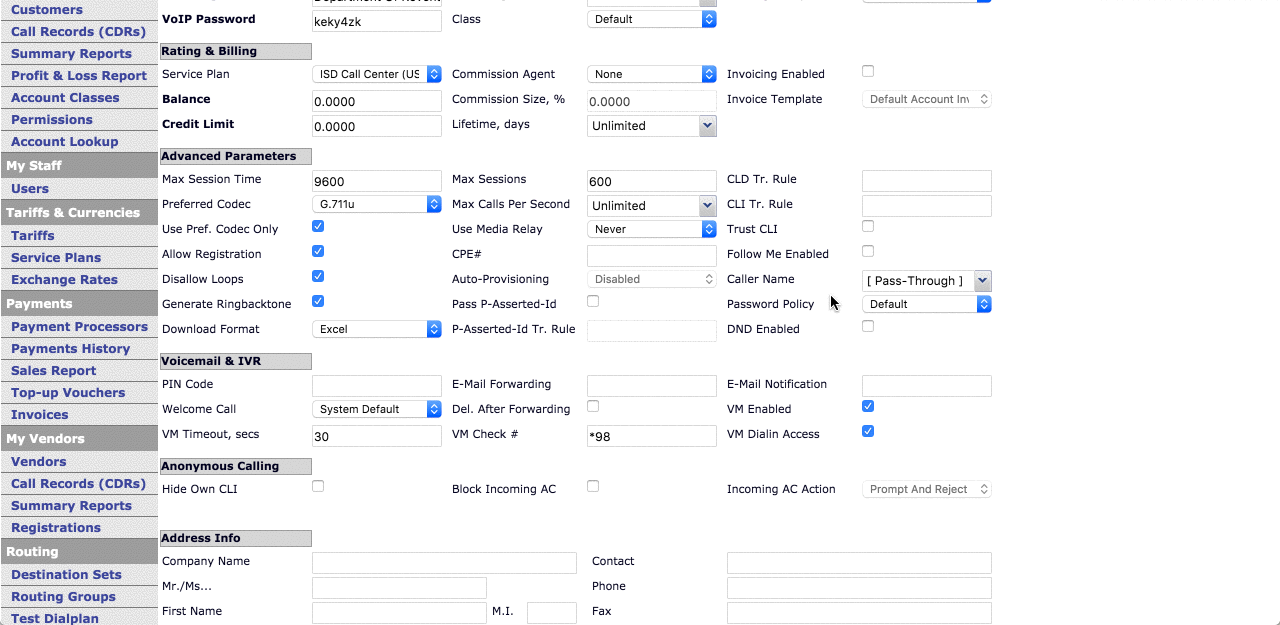 Customers
Call Records (CDRs)
Summary Reports
Profit & Loss Report
Account Classes
Permissions
Account Lookup
My Staff
Users
Tariffs & Currencies
Tariffs
Service Plans
Exchange Rates
Payments
Payment Processors
Payments History
Sales Report
Top-up Vouchers
Invoices
My Vendors
Vendors
Call Records (CDRs)
Summary Reports
Registrations
Routing
Destination Sets
Routing Groups
Test Dialplan
VoIP Password keky4zk Class Default
Rating & Billing
Service Plan ISD Call Center (US Commission Agent None Invoicing Enabled
Balance 0.0000 Commission Size, % 0.0000 Invoice Template Default Account Inv
Credit Limit 0.0000 Lifetime, days Unlimited
Advanced Parameters
Max Session Time 9600 Max Sessions 600 CLD Tr. Rule
Preferred Codec G.711u Max Calls Per Second Unlimited CLI Tr. Rule
Use Pref. Codec Only Use Media Relay Never Trust CLI
Allow Registration CPE# Follow Me Enabled
Disallow Loops Auto-Provisioning Disabled Caller Name [ Pass-Through ]
Generate Ringbacktone Pass P-Asserted-Id Password Policy Default
Download Format Excel P-Asserted-Id Tr. Rule DND Enabled
Voicemail & IVR
PIN Code E-Mail Forwarding E-Mail Notification
Welcome Call System Default Del. After Forwarding VM Enabled
VM Timeout, secs 30 VM Check # *98 VM Dialin Access
Anonymous Calling
Hide Own CLI Block Incoming AC Incoming AC Action Prompt And Reject
Address Info
Company Name Contact
Mr./Ms... Phone
First Name M.I. Fax